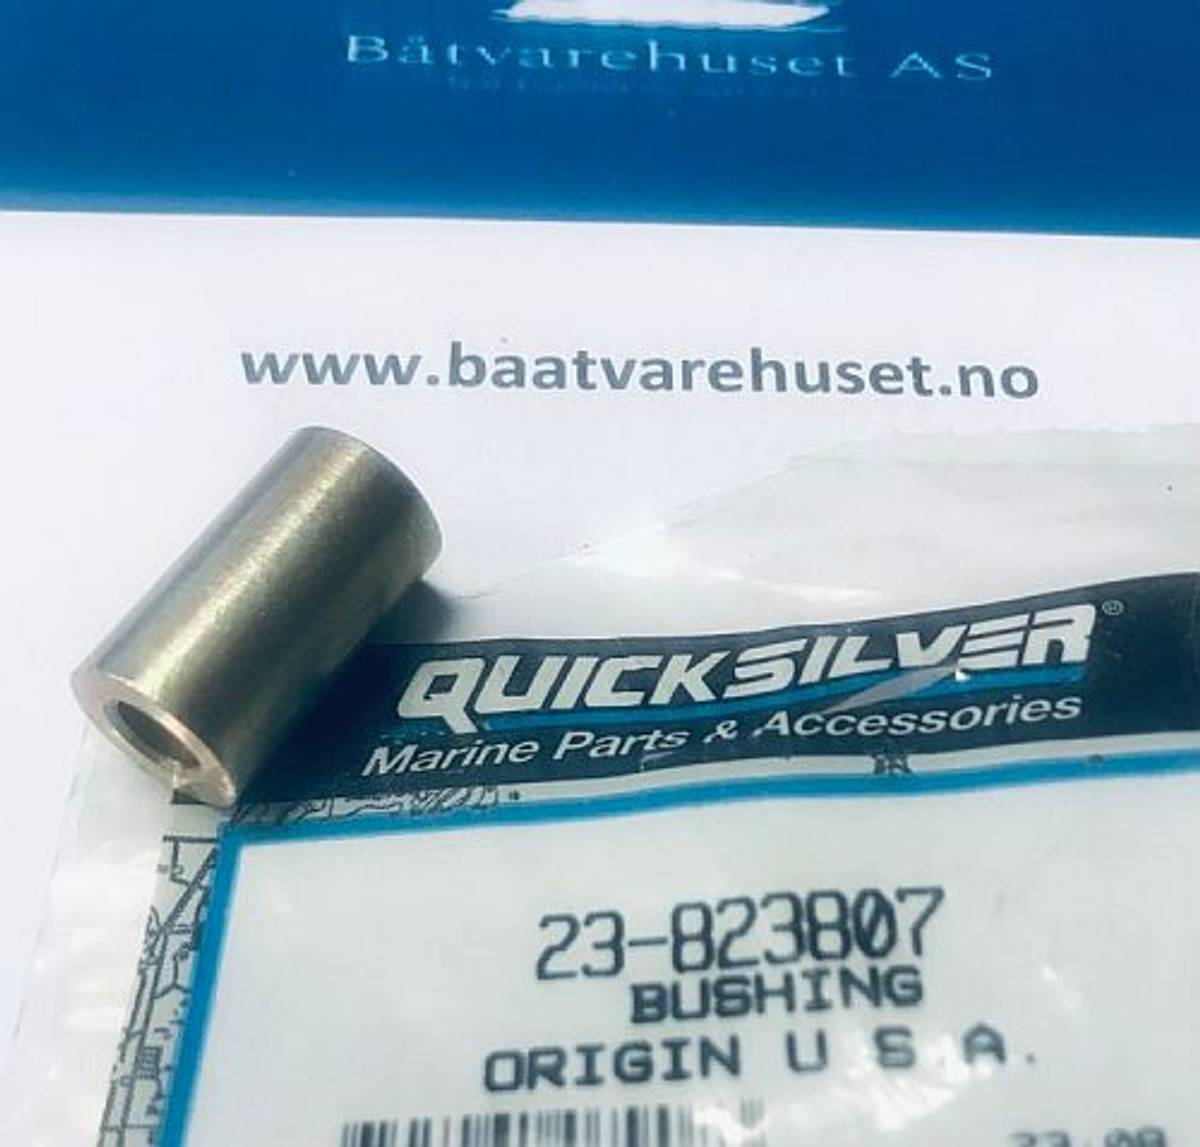 Båtvarehuset AS
www.baatvarehuset.no
QUICKSILVER®
Marine Parts & Accessories
23-823807
BUSHING
ORIGIN U S A.